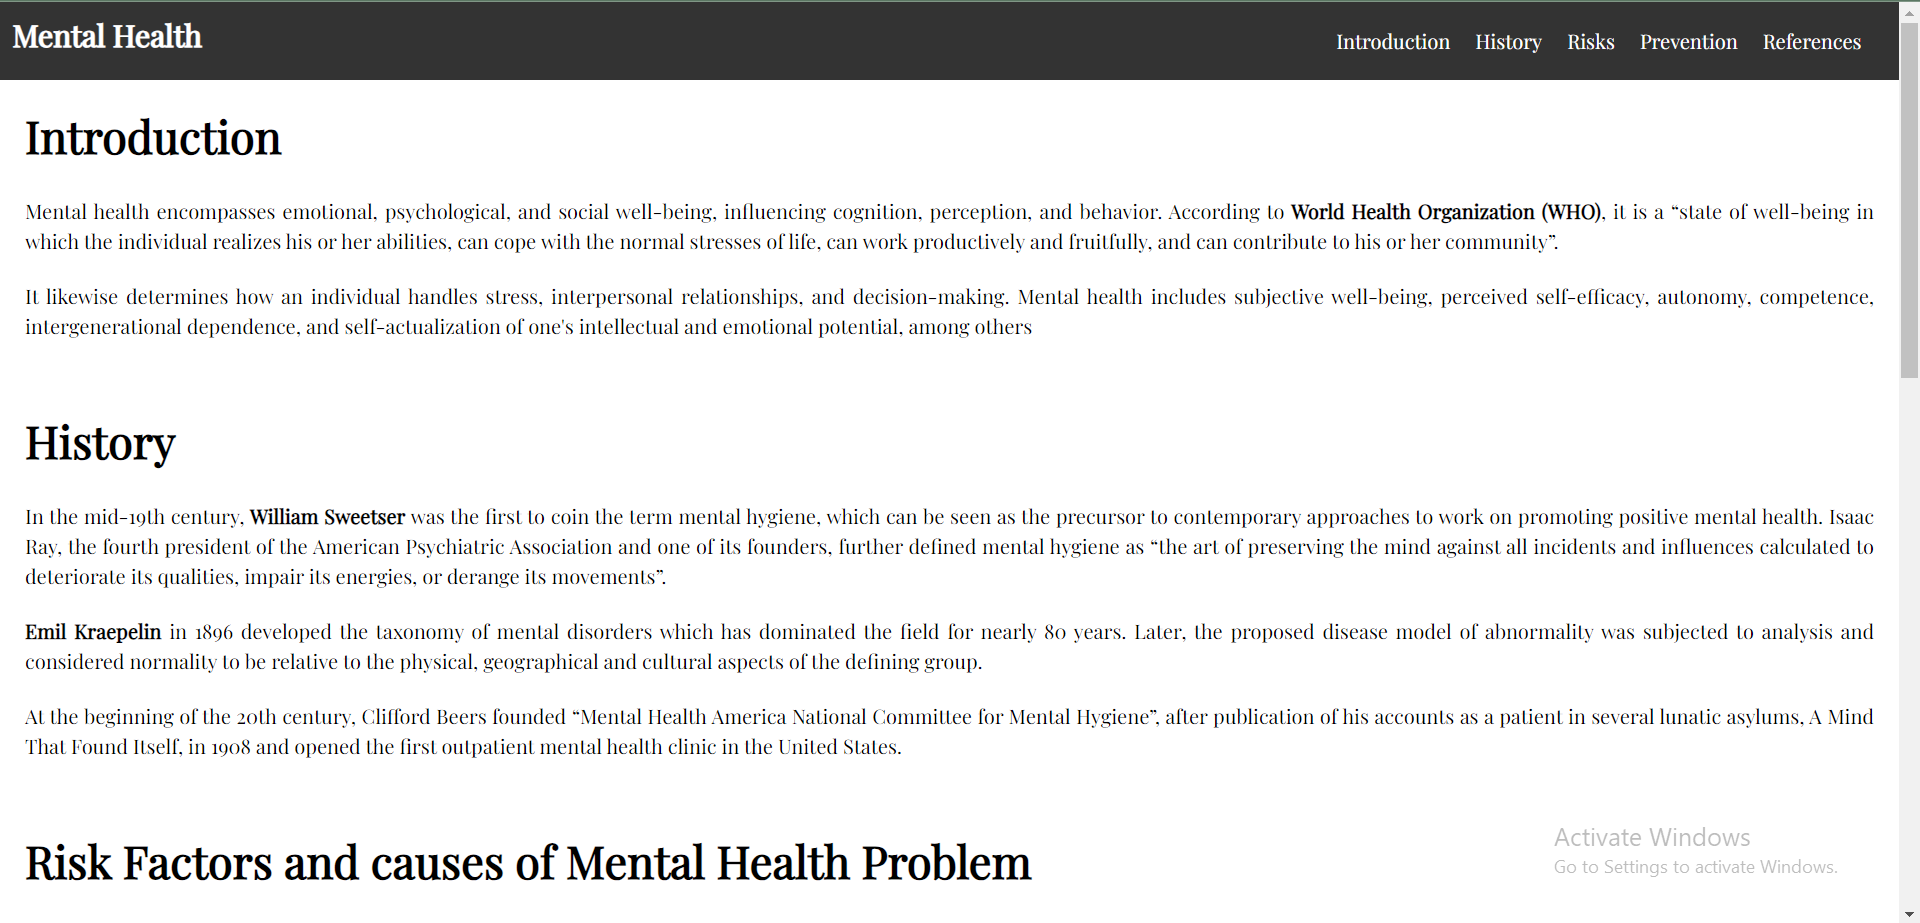 Mental Health
Introduction History Risks Prevention References
Introduction
Mental health encompasses emotional, psychological, and social well-being, influencing cognition, perception, and behavior. According to World Health Organization (WHO), it is a “state of well-being in
which the individual realizes his or her abilities, can cope with the normal stresses of life, can work productively and fruitfully, and can contribute to his or her community”.
It likewise determines how an individual handles stress, interpersonal relationships, and decision-making. Mental health includes subjective well-being, perceived self-efficacy, autonomy, competence,
intergenerational dependence, and self-actualization of one's intellectual and emotional potential, among others
History
In the mid-19th century, William Sweetser was the first to coin the term mental hygiene, which can be seen as the precursor to contemporary approaches to work on promoting positive mental health. Isaac
Ray, the fourth president of the American Psychiatric Association and one of its founders, further defined mental hygiene as “the art of preserving the mind against all incidents and influences calculated to
deteriorate its qualities, impair its energies, or derange its movements”.
Emil Kraepelin in 1896 developed the taxonomy of mental disorders which has dominated the field for nearly 80 years. Later, the proposed disease model of abnormality was subjected to analysis and
considered normality to be relative to the physical, geographical and cultural aspects of the defining group.
At the beginning of the 20th century, Clifford Beers founded “Mental Health America National Committee for Mental Hygiene”, after publication of his accounts as a patient in several lunatic asylums, A Mind
That Found Itself, in 1908 and opened the first outpatient mental health clinic in the United States.
Risk Factors and causes of Mental Health Problem
Activate Windows
Go to Settings to activate Windows.